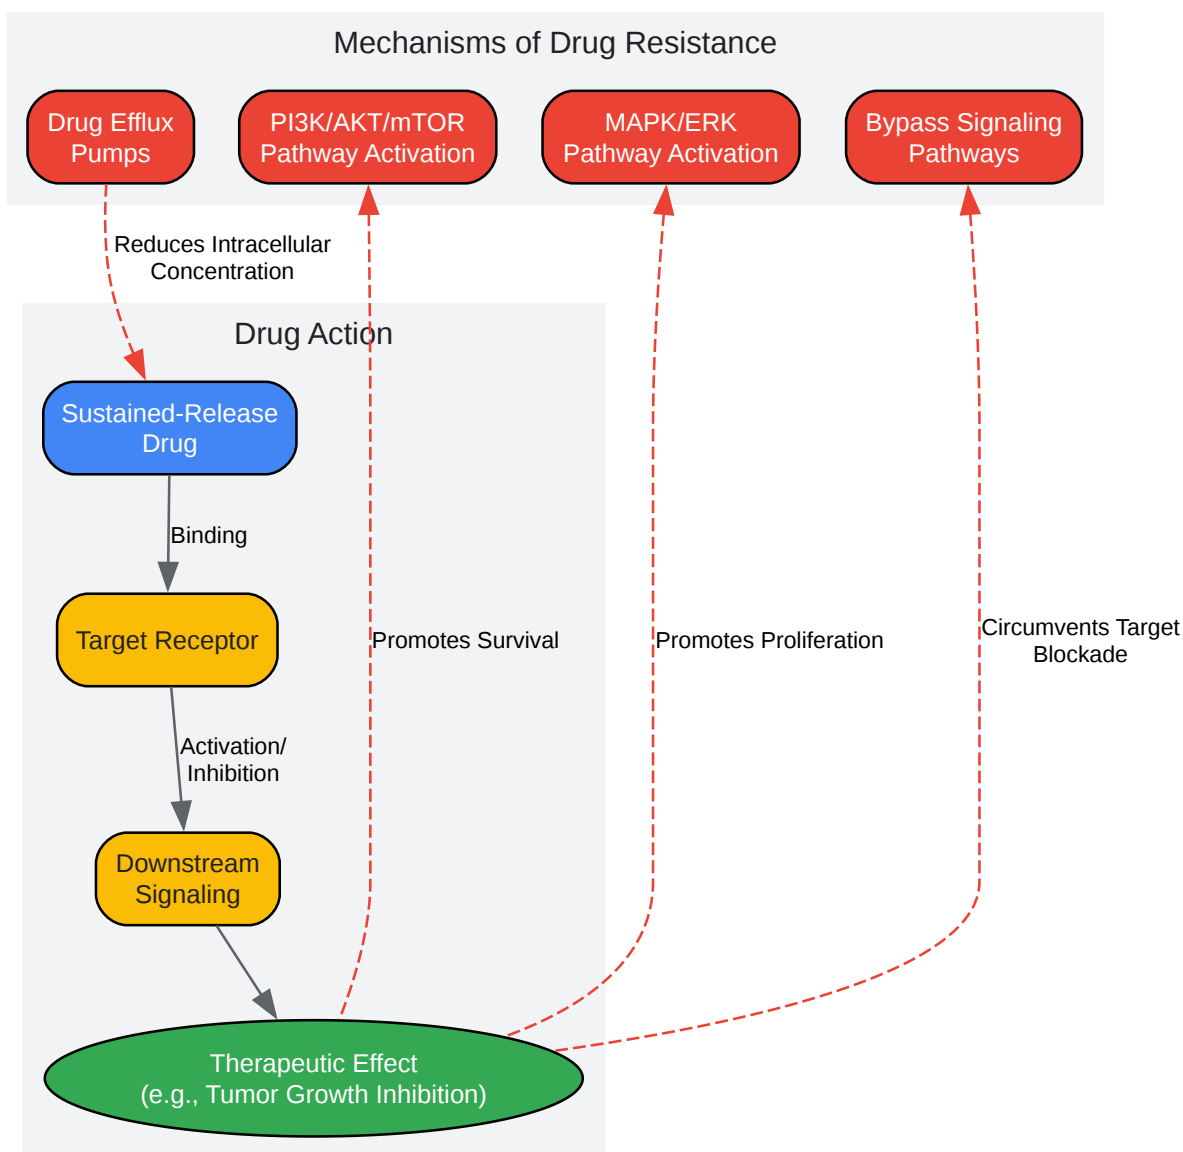 Mechanisms of Drug Resistance
Drug Efflux
Pumps
PI3K/AKT/mTOR
Pathway Activation
MAPK/ERK
Pathway Activation
Bypass Signaling
Pathways
Reduces Intracellular
Concentration
Drug Action
Sustained-Release
Drug
Binding
Target Receptor
Promotes Survival
Promotes Proliferation
Circumvents Target
Blockade
Activation/
Inhibition
Downstream
Signaling
Therapeutic Effect
(e.g., Tumor Growth Inhibition)